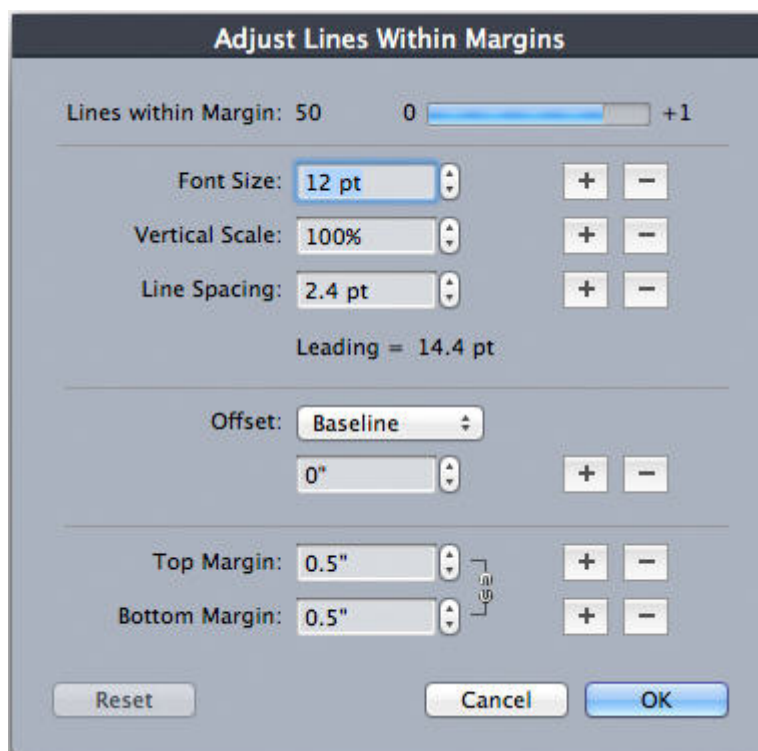 Adjust Lines Within Margins
Lines within Margin: 50 0 +1
Font Size: 12 pt + −
Vertical Scale: 100% + −
Line Spacing: 2.4 pt + −
Leading = 14.4 pt
Offset: Baseline
0" + −
Top Margin: 0.5" + −
Bottom Margin: 0.5" + −
Reset Cancel OK